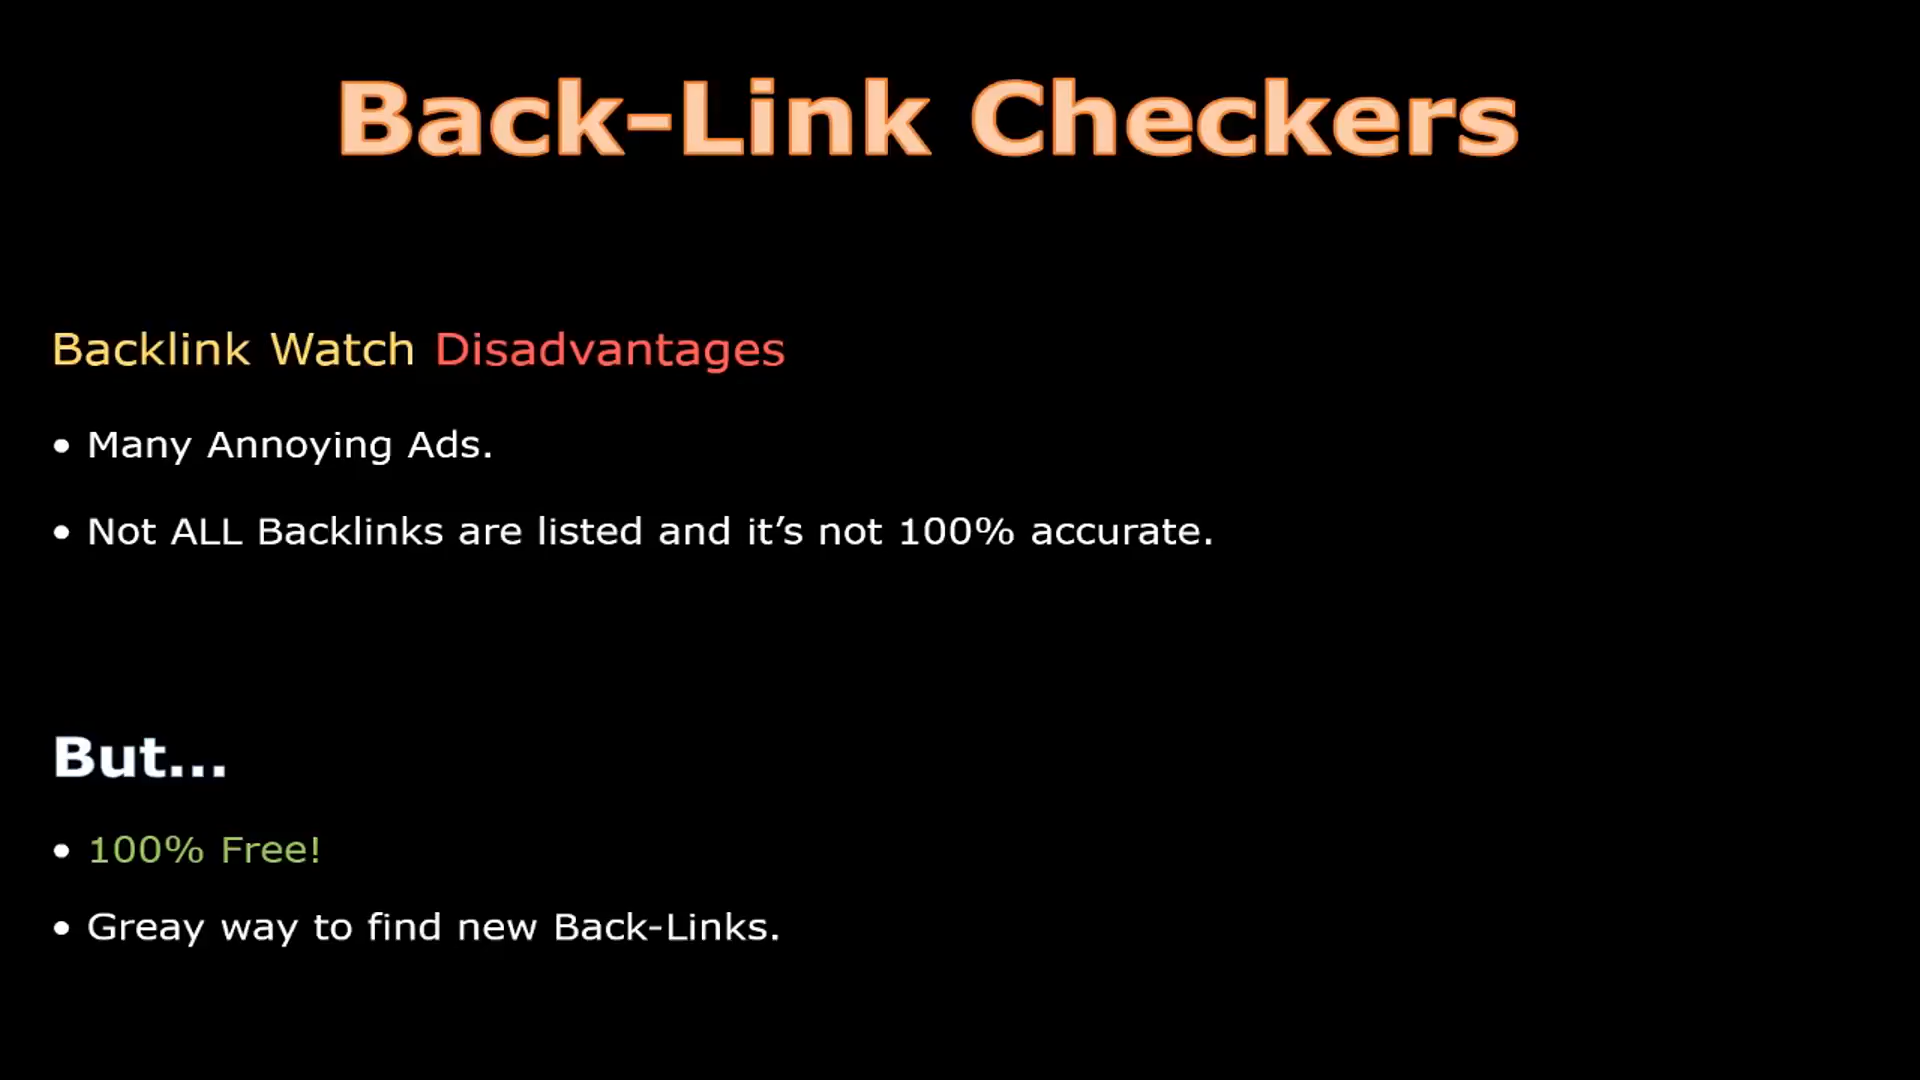 Back-Link Checkers
Backlink Watch Disadvantages
• Many Annoying Ads.
• Not ALL Backlinks are listed and it’s not 100% accurate.
But...
• 100% Free!
• Greay way to find new Back-Links.